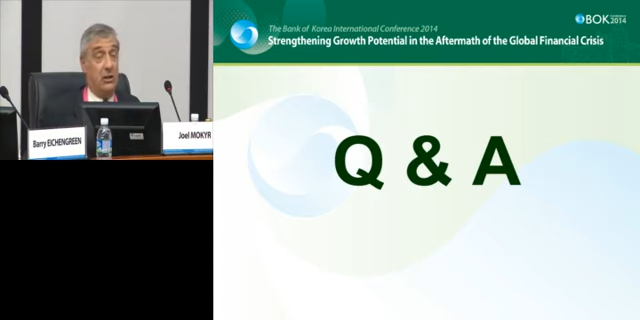 The Bank of Korea International Conference 2014
Strengthening Growth Potential in the Aftermath of the Global Financial Crisis
BOK
2014
Q & A
Barry EICHENGREEN
Joel MOKYR